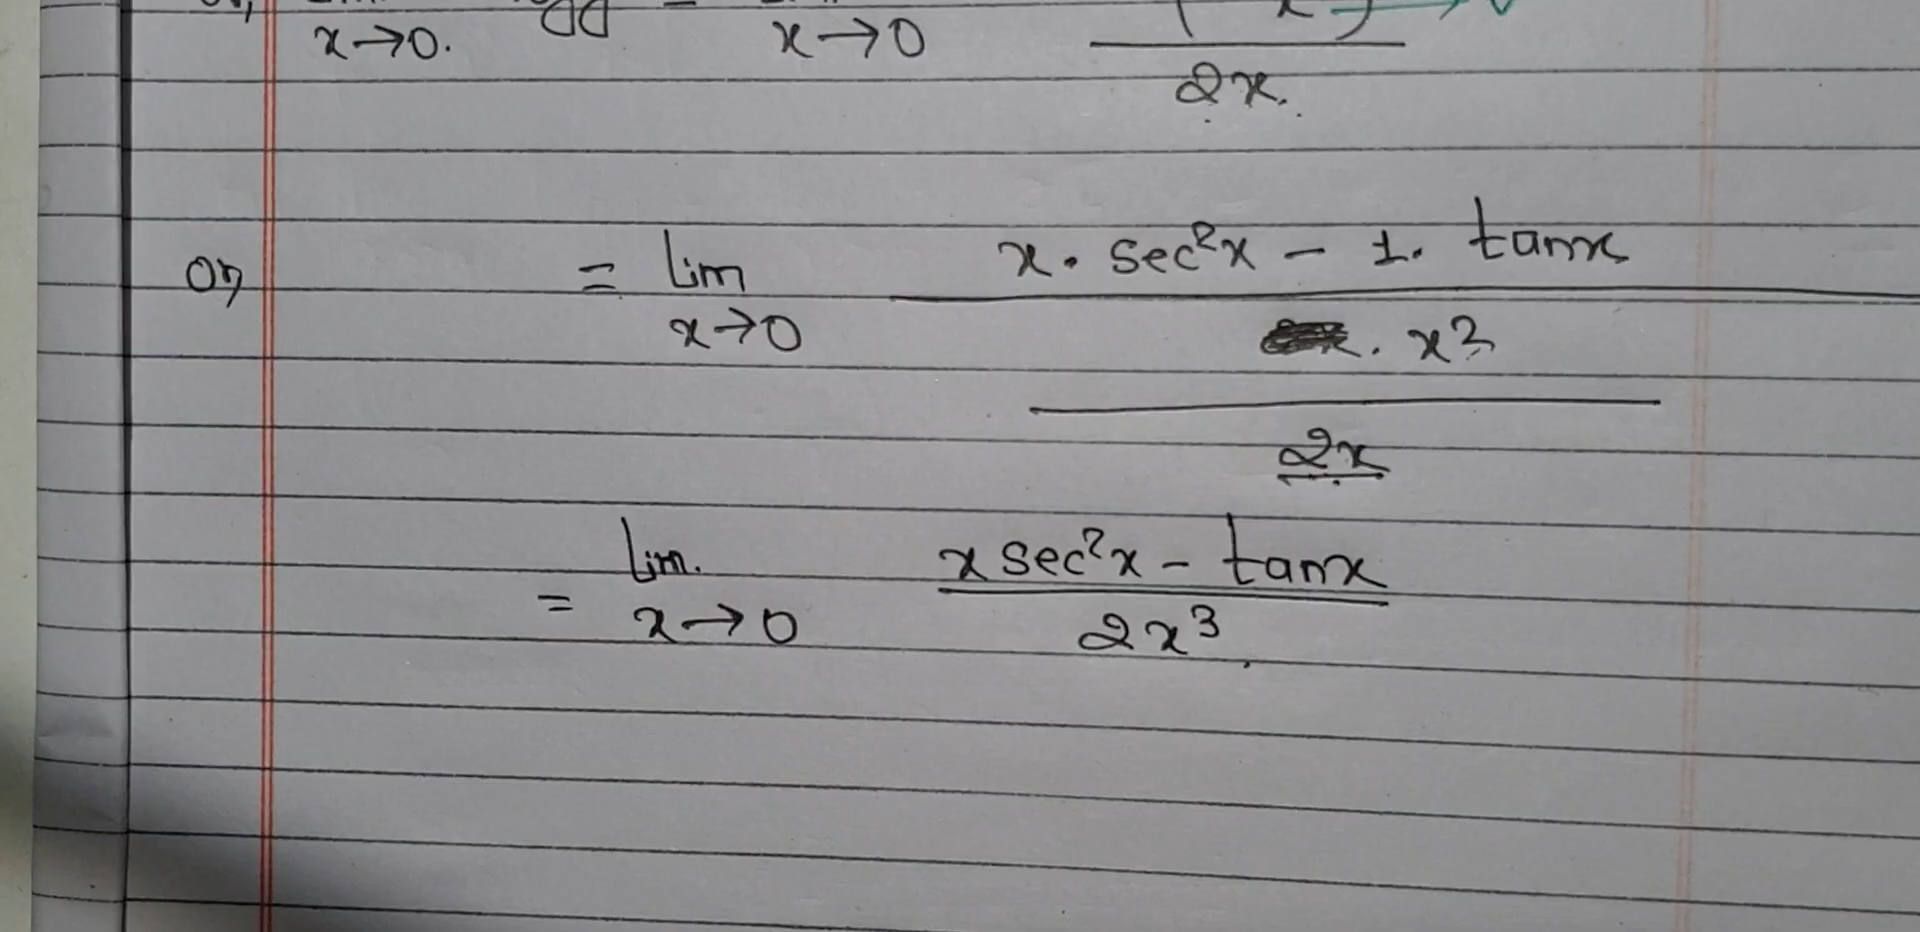 x→0. x→0 2x.
or = lim x→0 x. sec²x - 1. tanx
. x²
2x
= lim. x→0 x sec²x - tanx
2x³